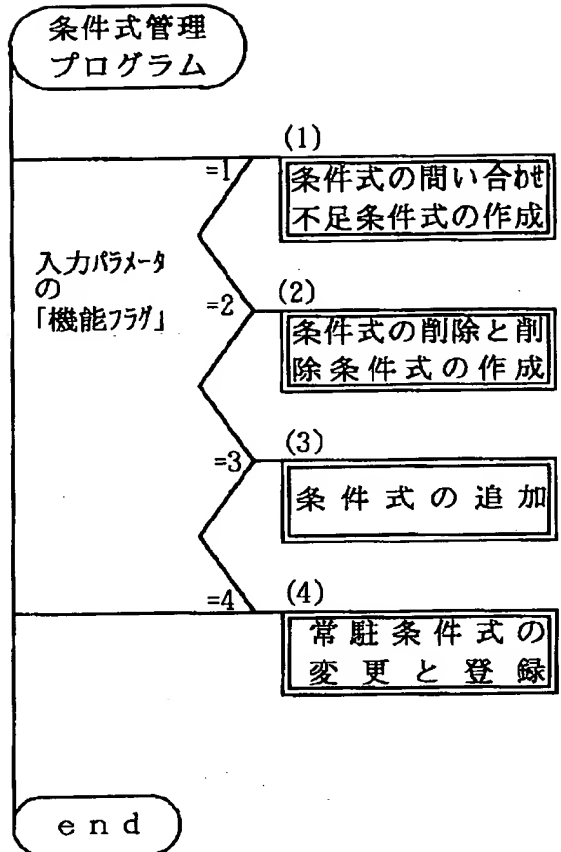 条件式管理
プログラム
(1)
=1
条件式の問い合わせ
不足条件式の作成
入力パラメータ
の
「機能フラグ」
=2
(2)
条件式の削除と削
除条件式の作成
=3
(3)
条件式の追加
=4
(4)
常駐条件式の
変更と登録
end